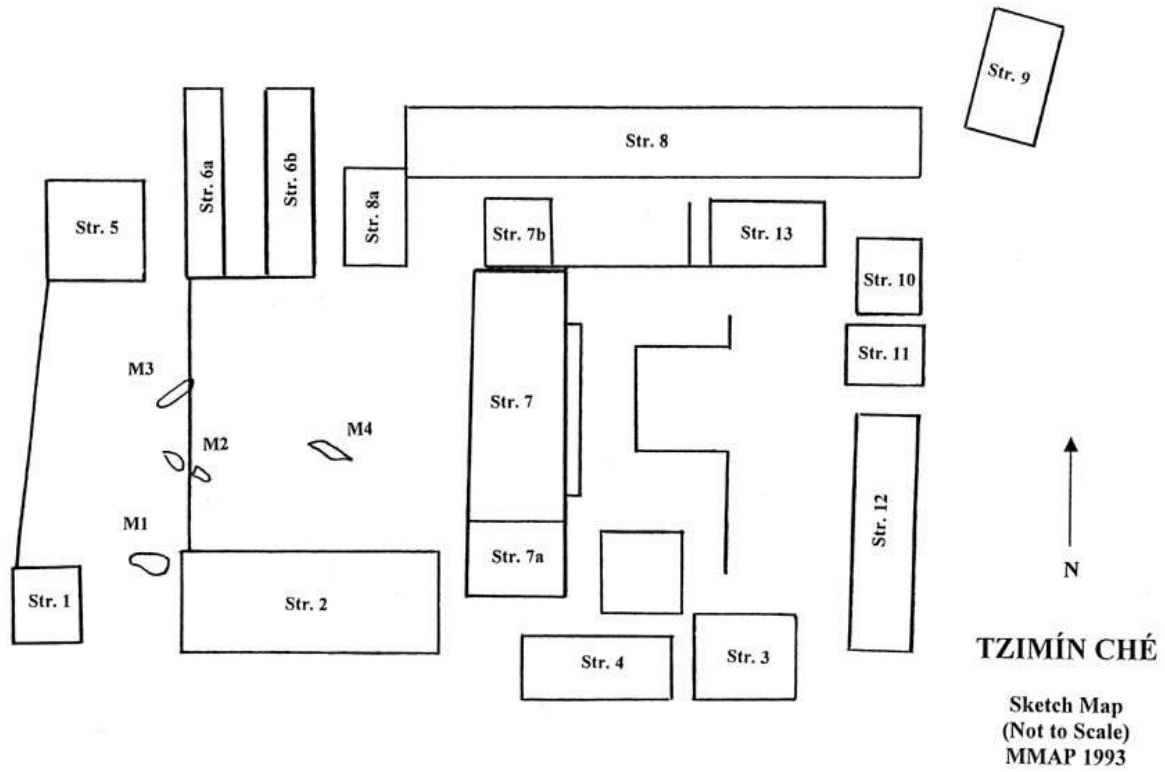 Str. 9
Str. 8
Str. 6a
Str. 6b
Str. 8a
Str. 5
Str. 7b
Str. 13
Str. 10
Str. 11
M3
Str. 7
M4
M2
Str. 12
M1
Str. 7a
N
Str. 1
Str. 2
Str. 4
Str. 3
TZIMÍN CHÉ
Sketch Map
(Not to Scale)
MMAP 1993